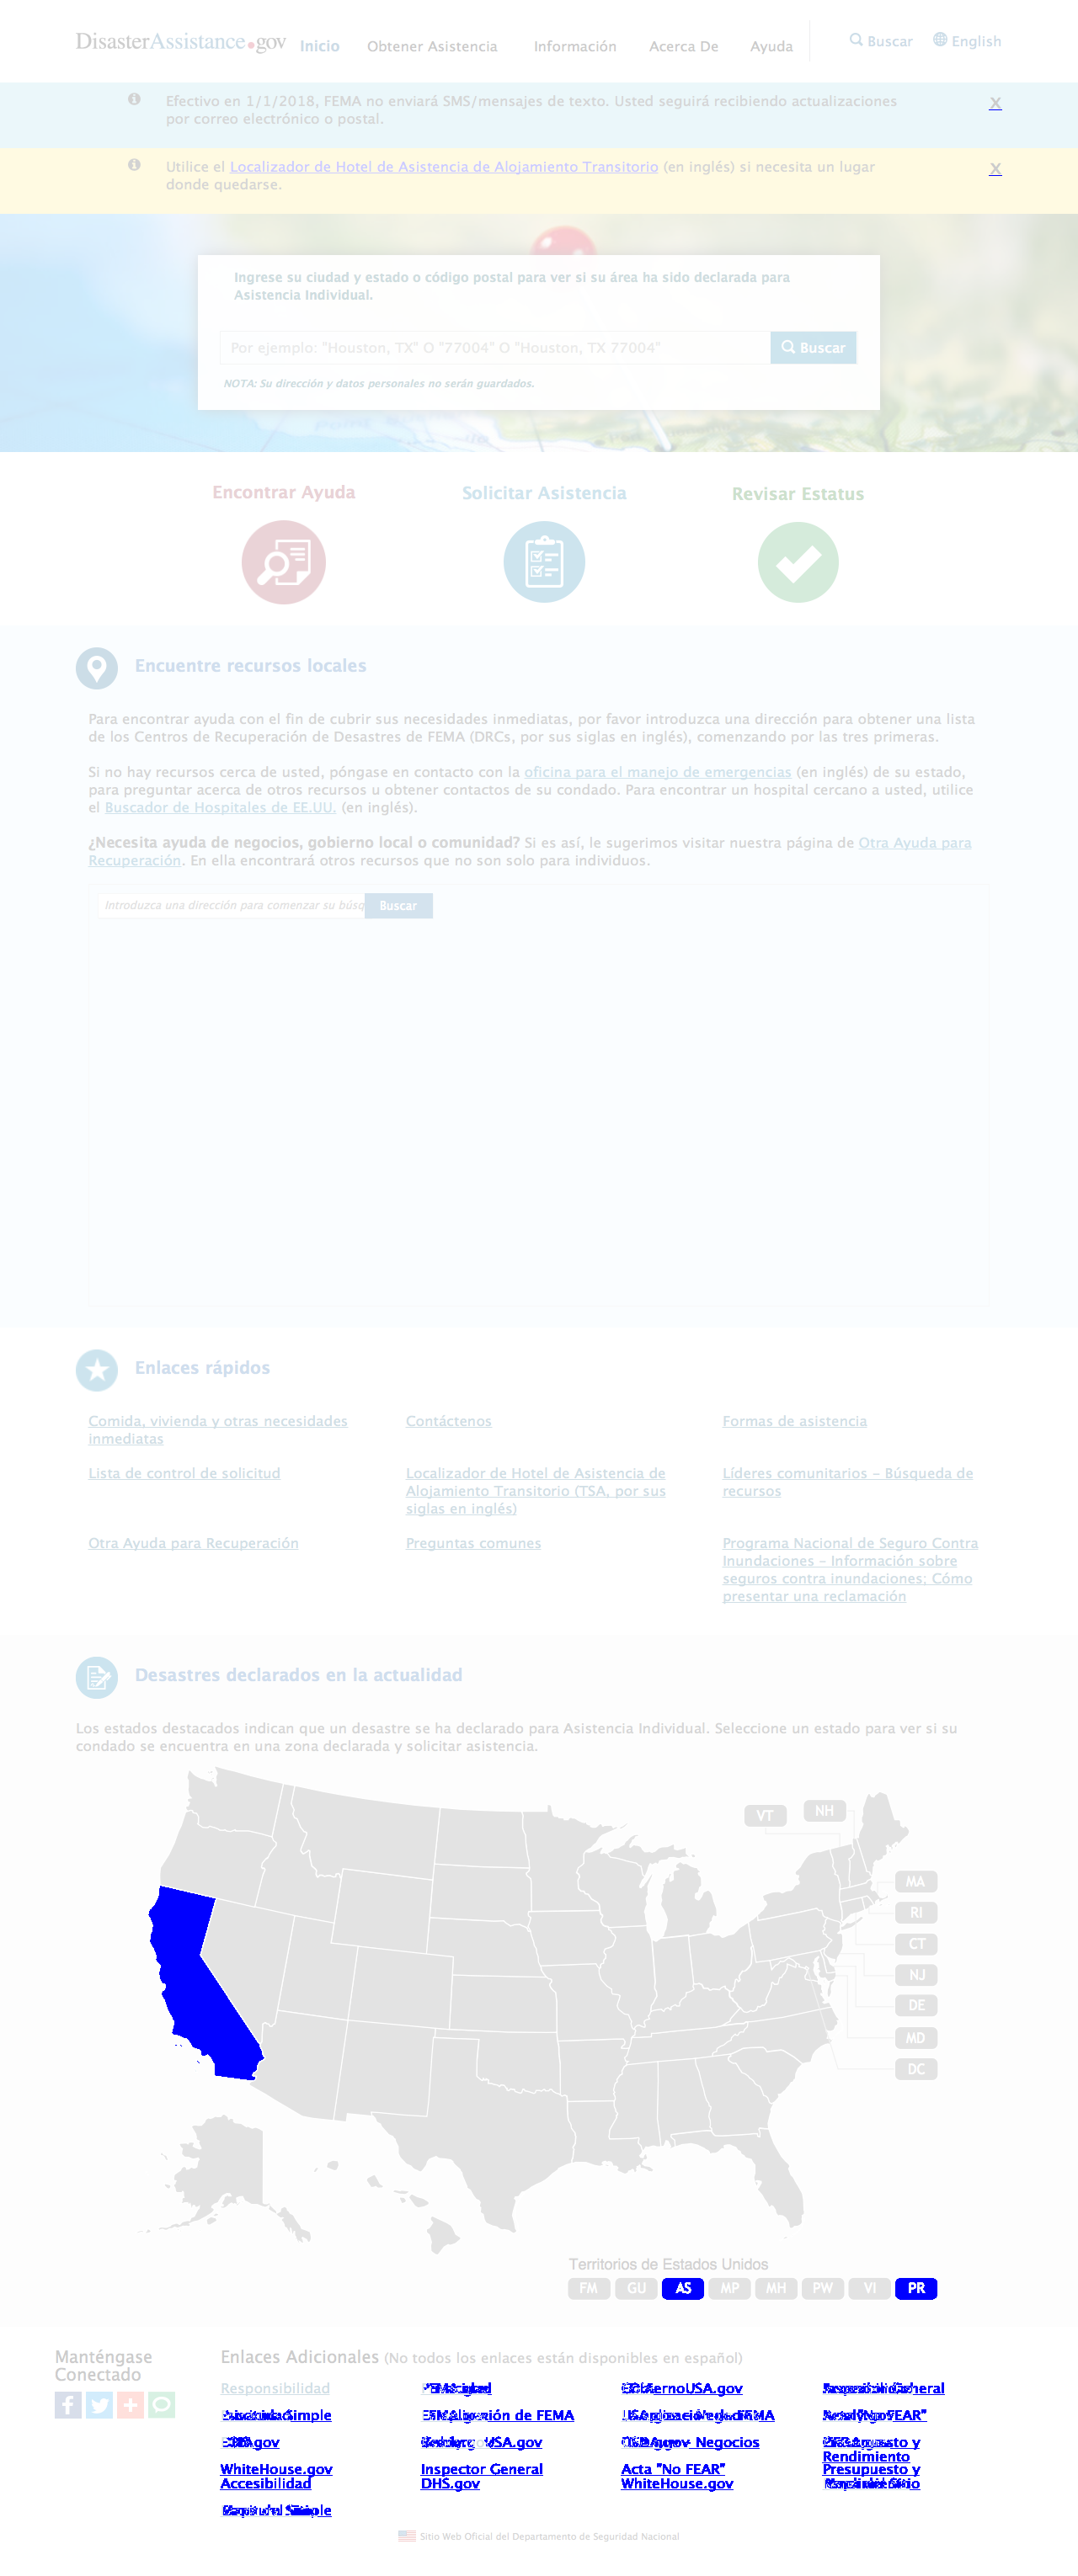 DisasterAssistance.gov Inicio Obtener Asistencia Información Acerca De Ayuda Buscar English
Efectivo en 1/1/2018, FEMA no enviará SMS/mensajes de texto. Usted seguirá recibiendo actualizaciones X
por correo electrónico o postal.
Utilice el Localizador de Hotel de Asistencia de Alojamiento Transitorio (en inglés) si necesita un lugar X
donde quedarse.
Ingrese su ciudad y estado o código postal para ver si su área ha sido declarada para
Asistencia Individual.
Por ejemplo: "Houston, TX" O "77004" O "Houston, TX 77004" Buscar
NOTA: Su dirección y datos personales no serán guardados.
Encontrar Ayuda Solicitar Asistencia Revisar Estatus
Encuentre recursos locales
Para encontrar ayuda con el fin de cubrir sus necesidades inmediatas, por favor introduzca una dirección para obtener una lista
de los Centros de Recuperación de Desastres de FEMA (DRCs, por sus siglas en inglés), comenzando por las tres primeras.
Si no hay recursos cerca de usted, póngase en contacto con la oficina para el manejo de emergencias (en inglés) de su estado,
para preguntar acerca de otros recursos u obtener contactos de su condado. Para encontrar un hospital cercano a usted, utilice
el Buscador de Hospitales de EE.UU. (en inglés).
¿Necesita ayuda de negocios, gobierno local o comunidad? Si es así, le sugerimos visitar nuestra página de Otra Ayuda para
Recuperación. En ella encontrará otros recursos que no son solo para individuos.
Introduzca una dirección para comenzar su búsq Buscar
Enlaces rápidos
Comida, vivienda y otras necesidades Contáctenos Formas de asistencia
inmediatas
Lista de control de solicitud Localizador de Hotel de Asistencia de Líderes comunitarios – Búsqueda de
Alojamiento Transitorio (TSA, por sus recursos
siglas en inglés)
Otra Ayuda para Recuperación Preguntas comunes Programa Nacional de Seguro Contra
Inundaciones – Información sobre
seguros contra inundaciones; Cómo
presentar una reclamación
Desastres declarados en la actualidad
Los estados destacados indican que un desastre se ha declarado para Asistencia Individual. Seleccione un estado para ver si su
condado se encuentra en una zona declarada y solicitar asistencia.
VT NH
MA
RI
CT
NJ
DE
MD
DC
Territorios de Estados Unidos
FM GU AS MP MH PW VI PR
Manténgase Enlaces Adicionales (No todos los enlaces están disponibles en español)
Conectado
Responsibilidad
WhiteHouse.gov Inspector General Acta "No FEAR" Presupuesto y
Accesibilidad DHS.gov WhiteHouse.gov
Sitio Web Oficial del Departamento de Seguridad Nacional